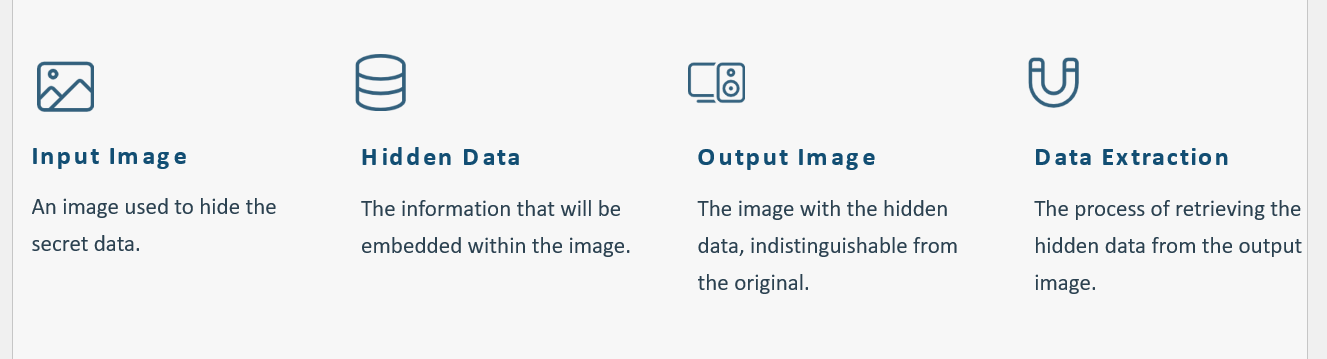 Input Image
An image used to hide the
secret data.
Hidden Data
The information that will be
embedded within the image.
Output Image
The image with the hidden
data, indistinguishable from
the original.
Data Extraction
The process of retrieving the
hidden data from the output
image.